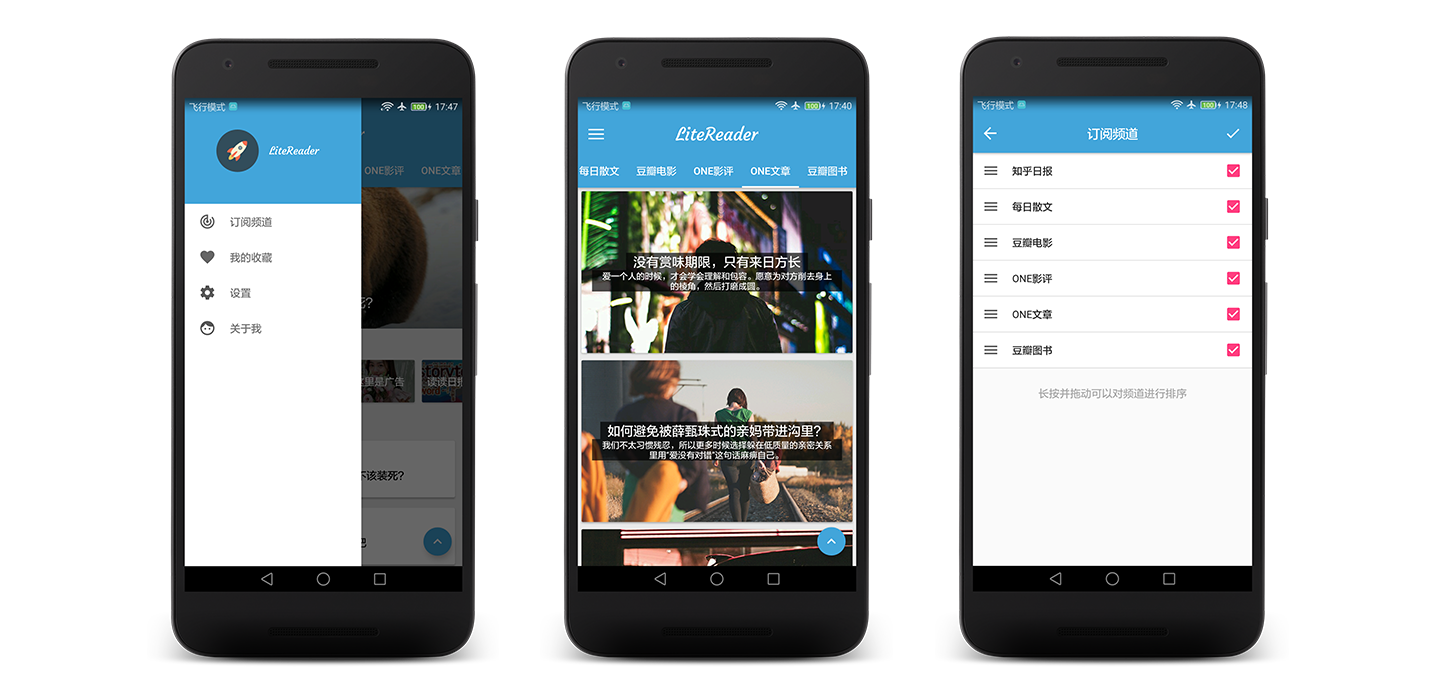 飞行模式
100
17:47
LiteReader
ONE影评
ONE文章
订阅频道
我的收藏
设置
关于我
?
这里是广告
读读日报
不该装死?
吧
飞行模式
100
17:40
LiteReader
每日散文
豆瓣电影
ONE影评
ONE文章
豆瓣图书
没有赏味期限，只有来日方长
爱一个人的时候，才会学会理解和包容。愿意为对方削去身上
的棱角，然后打磨成圆。
如何避免被薛甄珠式的亲妈带进沟里？
我们不太习惯残忍，所以更多时候选择躲在低质量的亲密关系
里用“爱没有对错”这句话麻痹自己。
飞行模式
100
17:48
订阅频道
知乎日报
每日散文
豆瓣电影
ONE影评
ONE文章
豆瓣图书
长按并拖动可以对频道进行排序